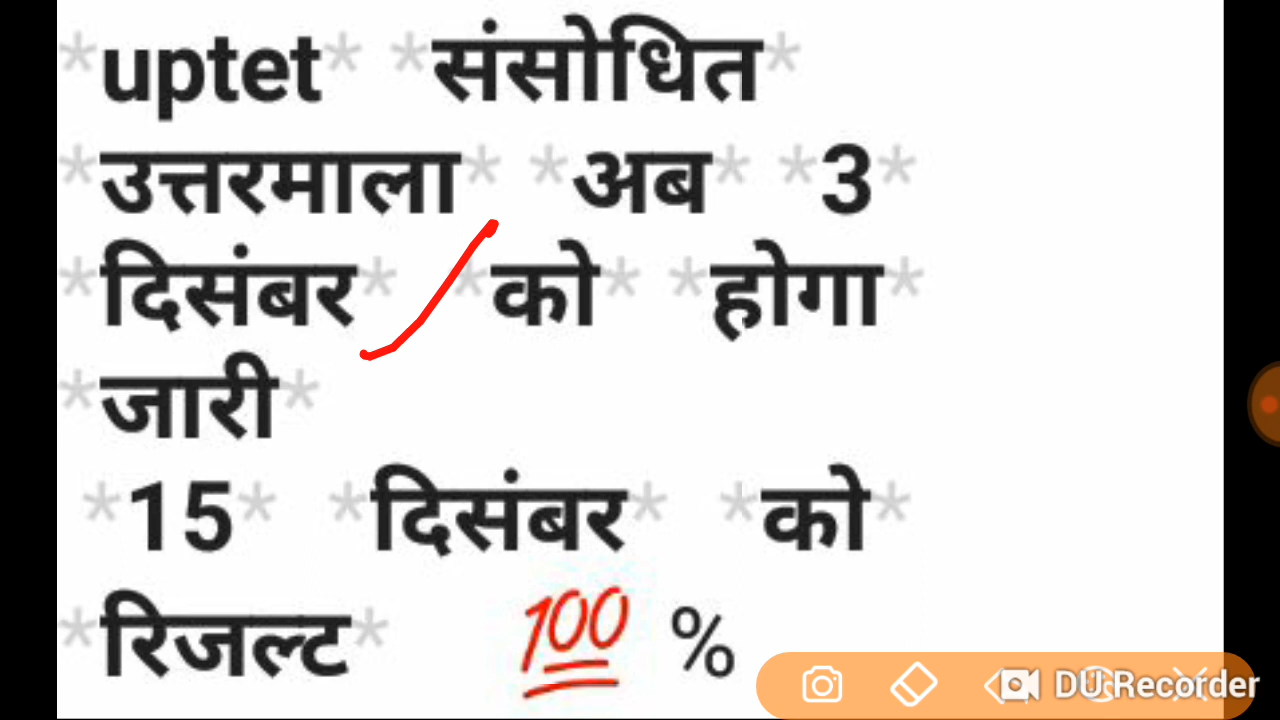 *uptet* *संसोधित*
*उत्तरमाला* *अब* *3*
*दिसंबर* *को* *होगा*
*जारी*
*15* *दिसंबर* *को*
*रिजल्ट* 💯 %
DU Recorder